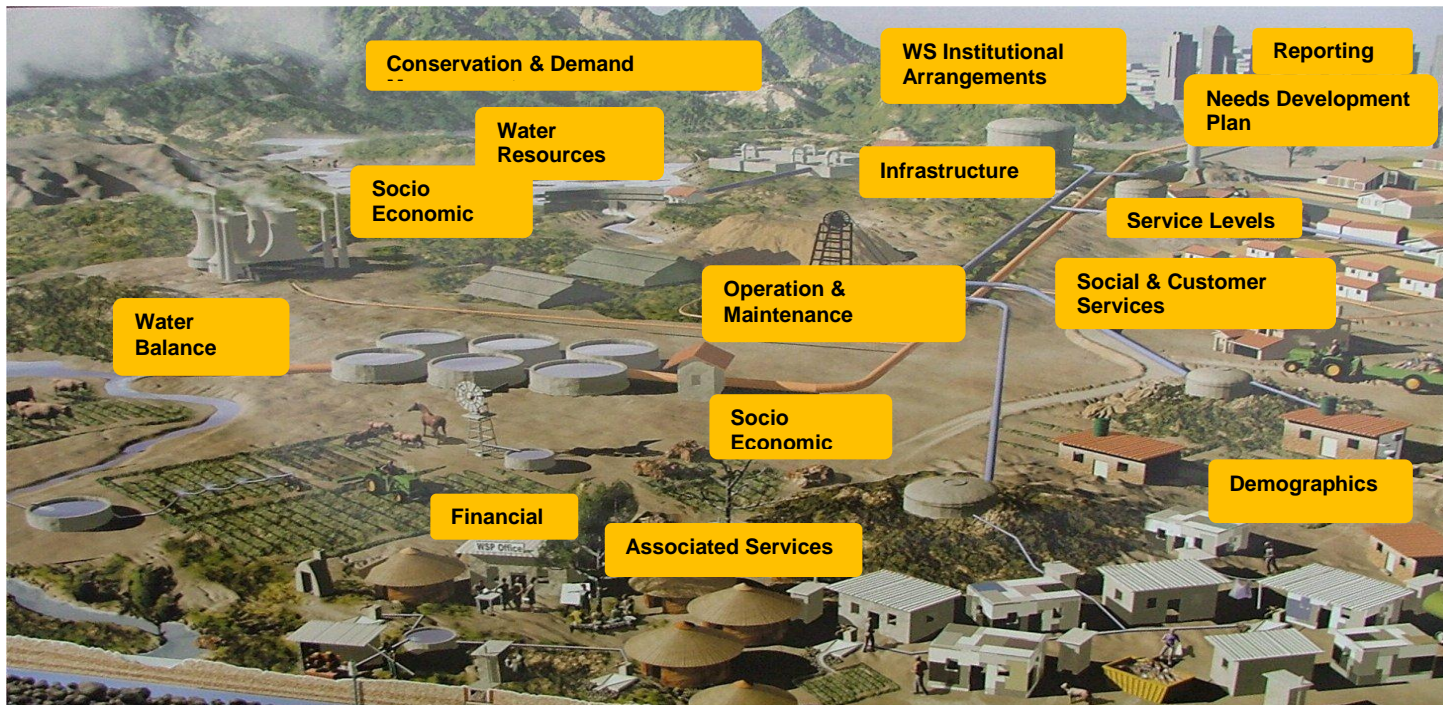 Conservation & Demand
WS Institutional
Arrangements
Reporting
Needs Development
Plan
Water
Resources
Infrastructure
Socio
Economic
Service Levels
Operation &
Maintenance
Social & Customer
Services
Water
Balance
Socio
Economic
Demographics
Financial
WSP Office
Associated Services